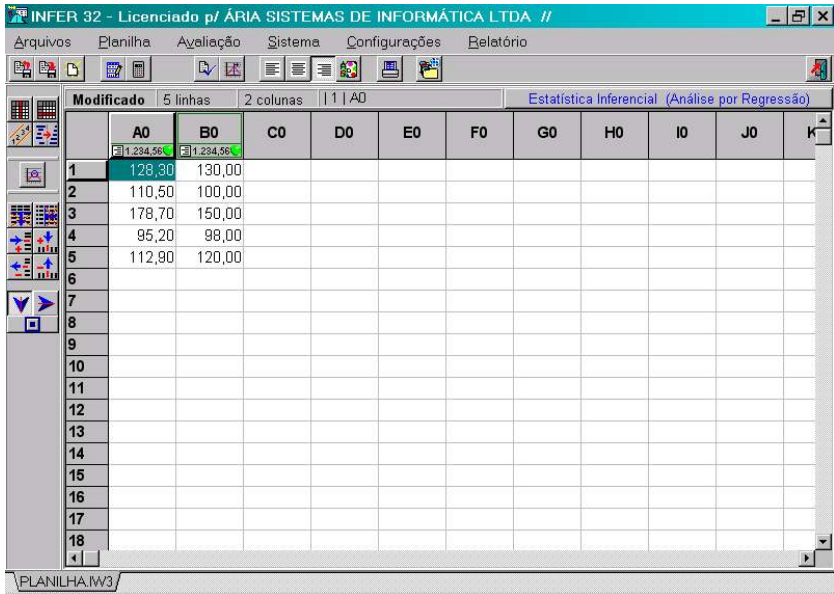 INFER 32 - Licenciado p/ ÁRIA SISTEMAS DE INFORMÁTICA LTDA //
Arquivos Planilha Avaliação Sistema Configurações Relatório
Modificado 5 linhas 2 colunas | 1 | A0 Estatística Inferencial (Análise por Regressão)
A0 B0 C0 D0 E0 F0 G0 H0 I0 J0 K
1.234,56 1.234,56
1 128,30 130,00
2 110,50 100,00
3 178,70 150,00
4 95,20 98,00
5 112,90 120,00
6
7
8
9
10
11
12
13
14
15
16
17
18
PLANILHA.IW3